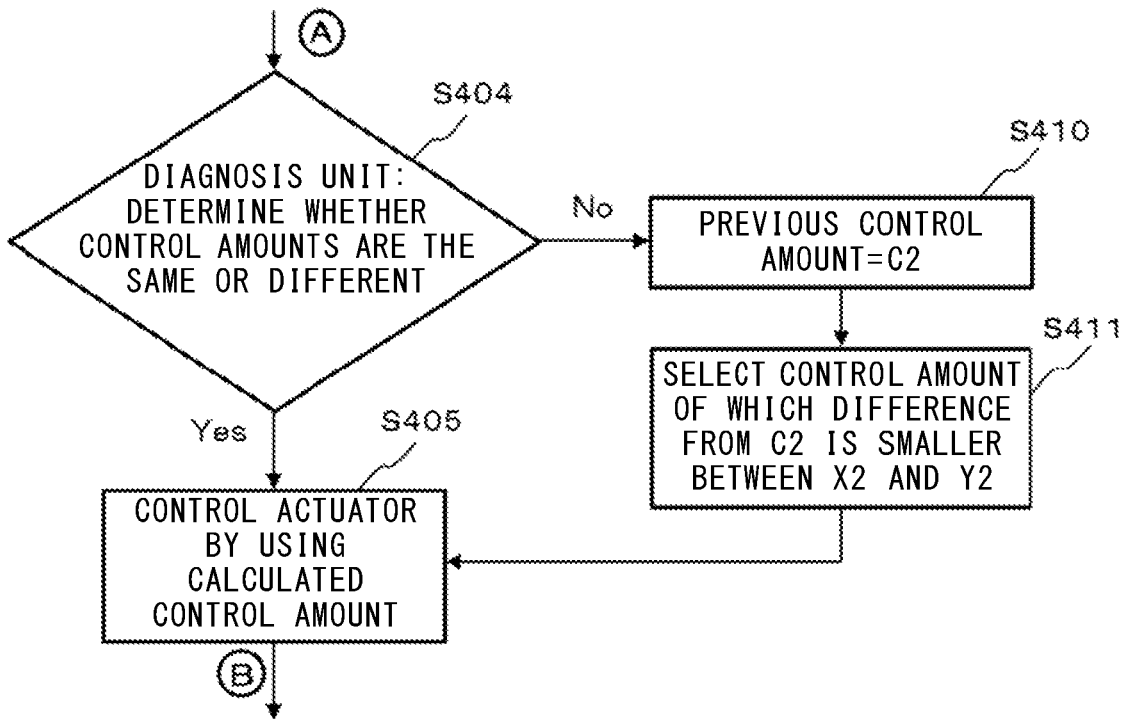 A
S404
DIAGNOSIS UNIT:
DETERMINE WHETHER
CONTROL AMOUNTS ARE THE
SAME OR DIFFERENT
No
S410
PREVIOUS CONTROL
AMOUNT=C2
S411
SELECT CONTROL AMOUNT
OF WHICH DIFFERENCE
FROM C2 IS SMALLER
BETWEEN X2 AND Y2
Yes
S405
CONTROL ACTUATOR
BY USING
CALCULATED
CONTROL AMOUNT
B